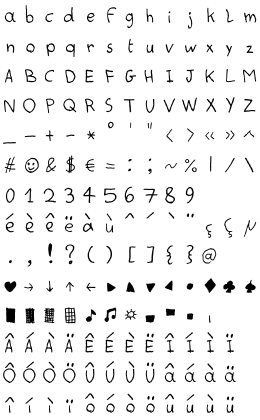 a b c d e f g h i j k l m
n o p q r s t u v w x y z
A B C D E F G H I J K L M
N O P Q R S T U V W X Y Z
_ – + - * ° ' " < > « » ^
# ☺ & $ € = : ; ~ % | / \
0 1 2 3 4 5 6 7 8 9
é è ê ë à ù ^ ´ ` ¨ ç Ç µ
. , ! ? ( ) [ ] { } @
♥ → ↓ ↑ ← ▶ ▲ ▼ ◀ • ♦ ♣ ♠
♪ ♫ ☼
Â Á À Ä Ê É È Ë Î Í Ì Ï
Ô Ó Ò Ö Û Ú Ù Ü â á à ä
î í ì ï ô ó ò ö û ú ù ü